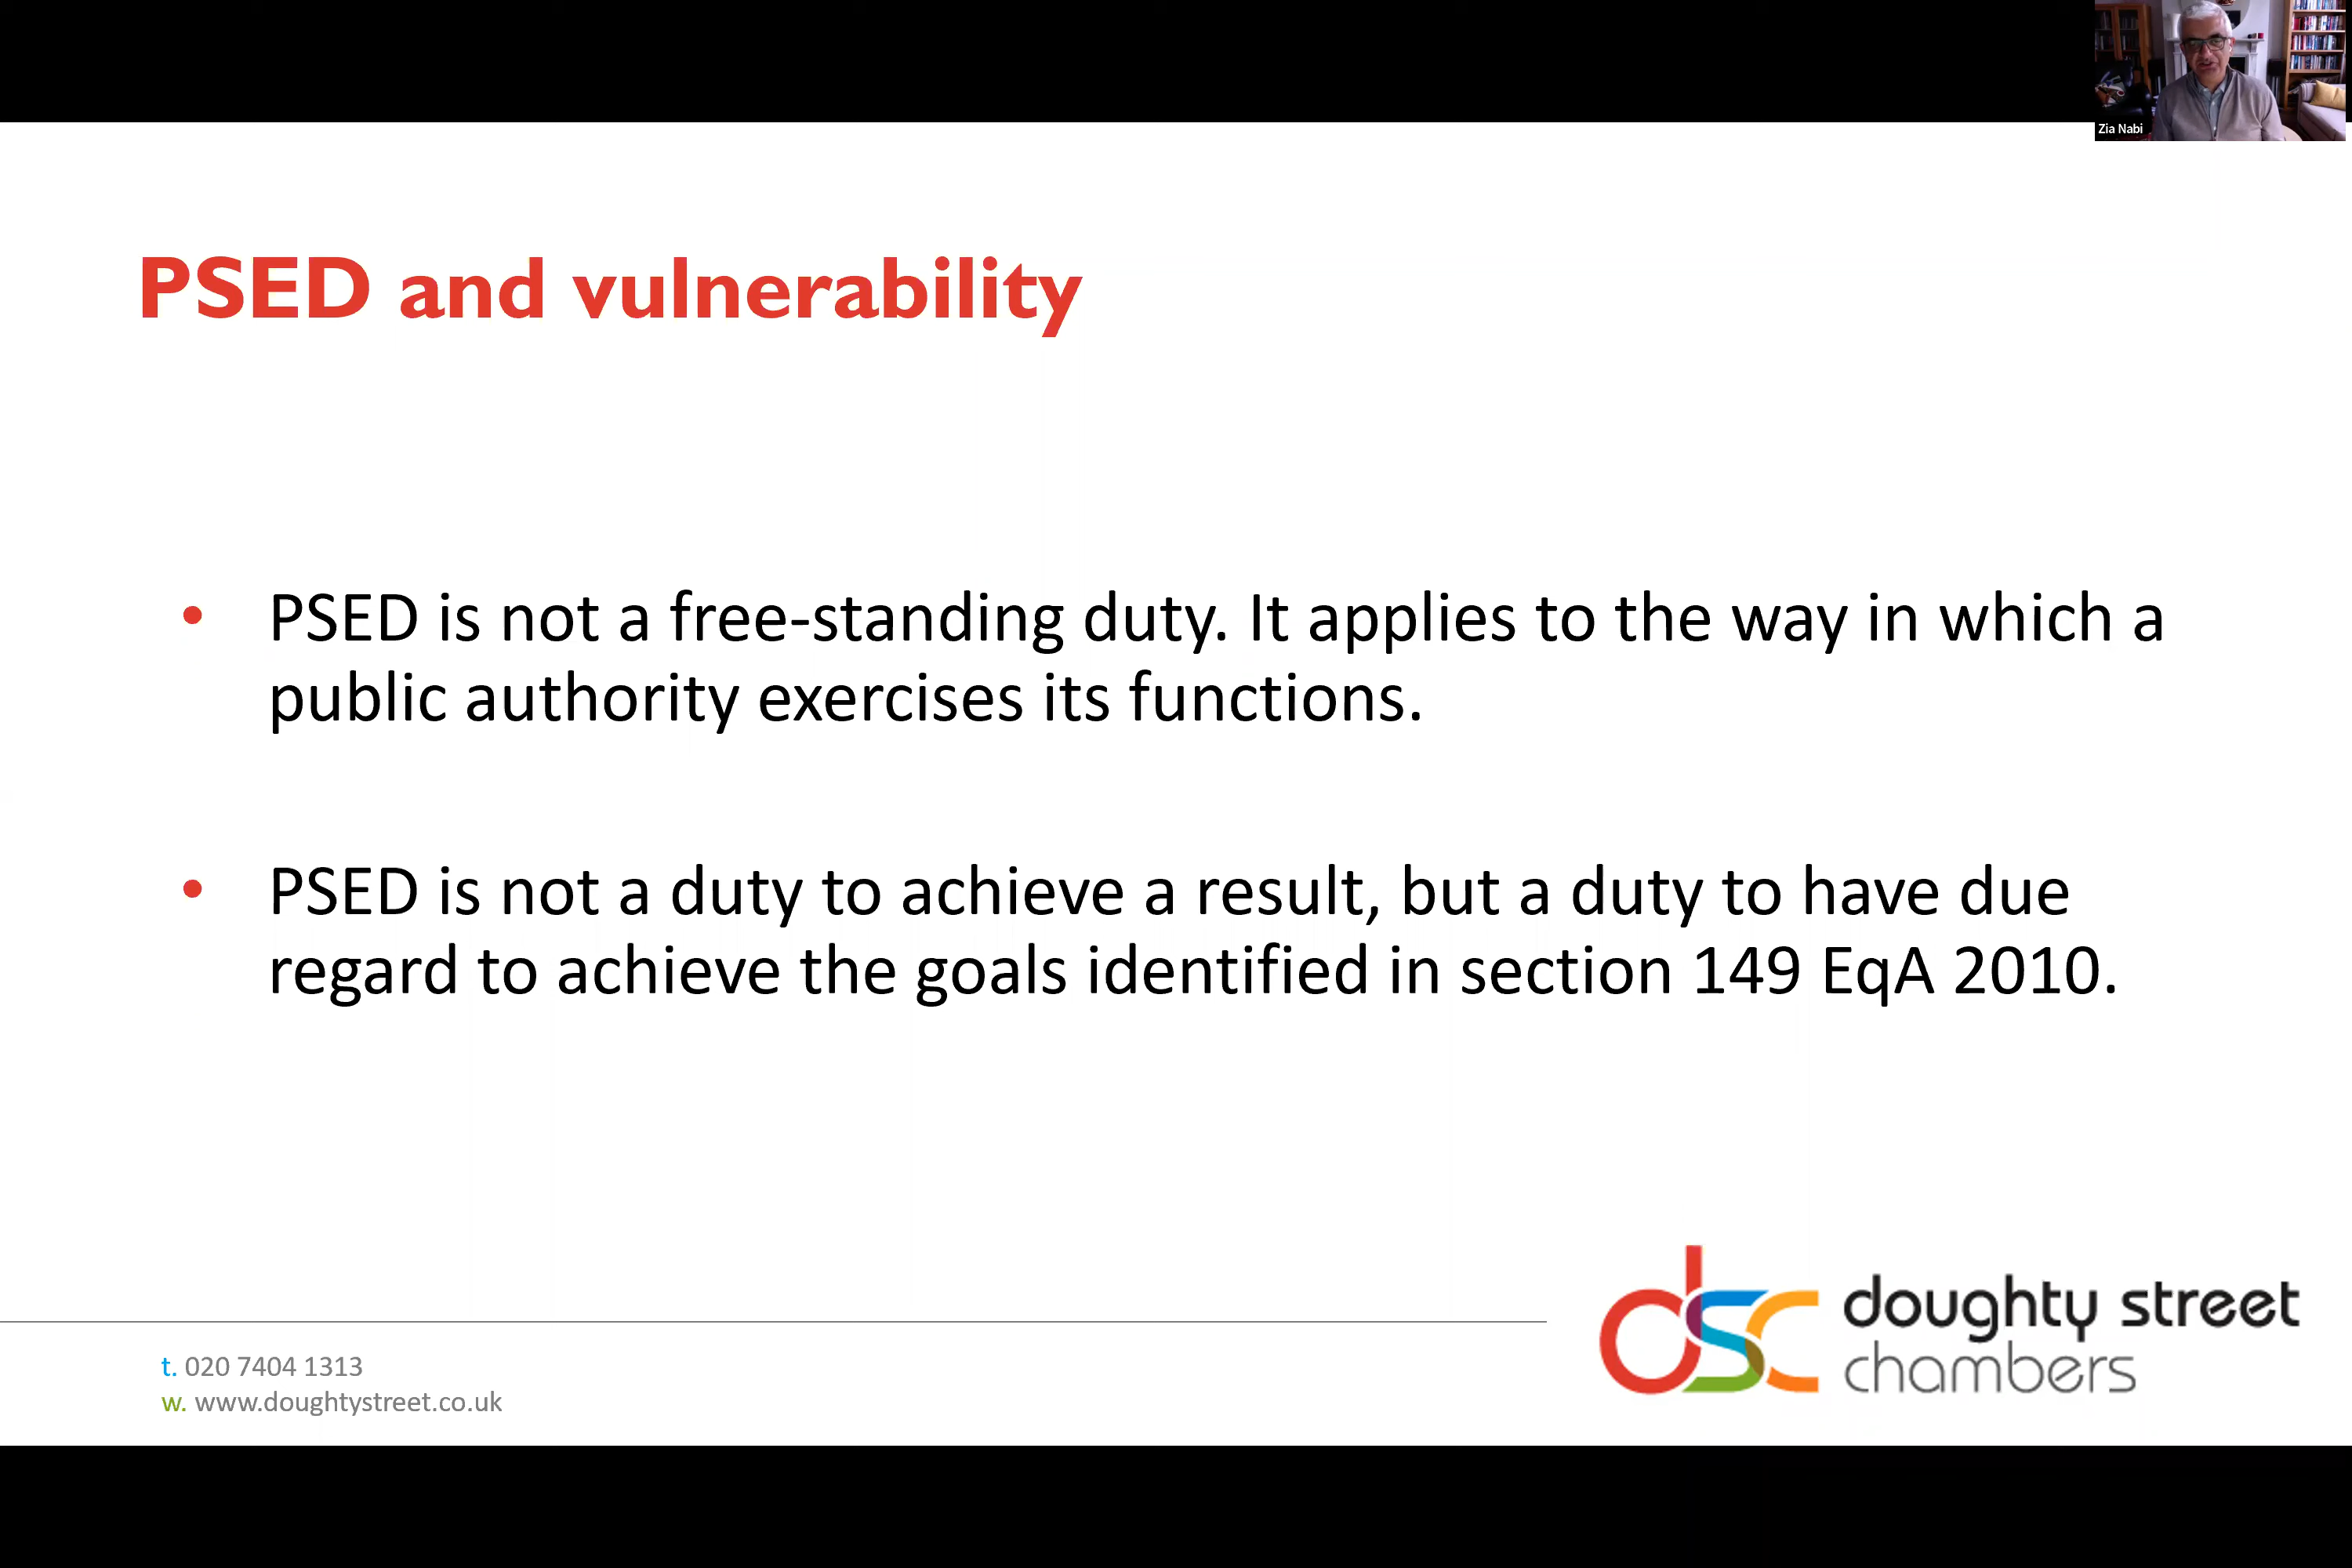 Zia Nabi
PSED and vulnerability
• PSED is not a free-standing duty. It applies to the way in which a
public authority exercises its functions.
• PSED is not a duty to achieve a result, but a duty to have due
regard to achieve the goals identified in section 149 EqA 2010.
dsc doughty street
chambers
t. 020 7404 1313
w. www.doughtystreet.co.uk